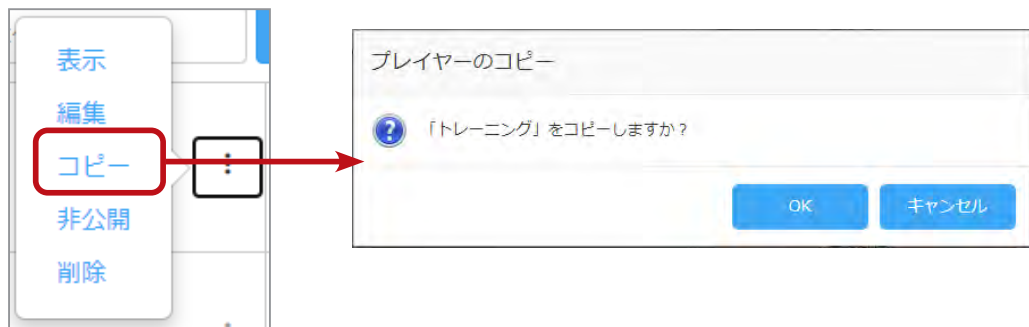 表示
編集
コピー
非公開
削除
プレイヤーのコピー
「トレーニング」をコピーしますか？
OK
キャンセル